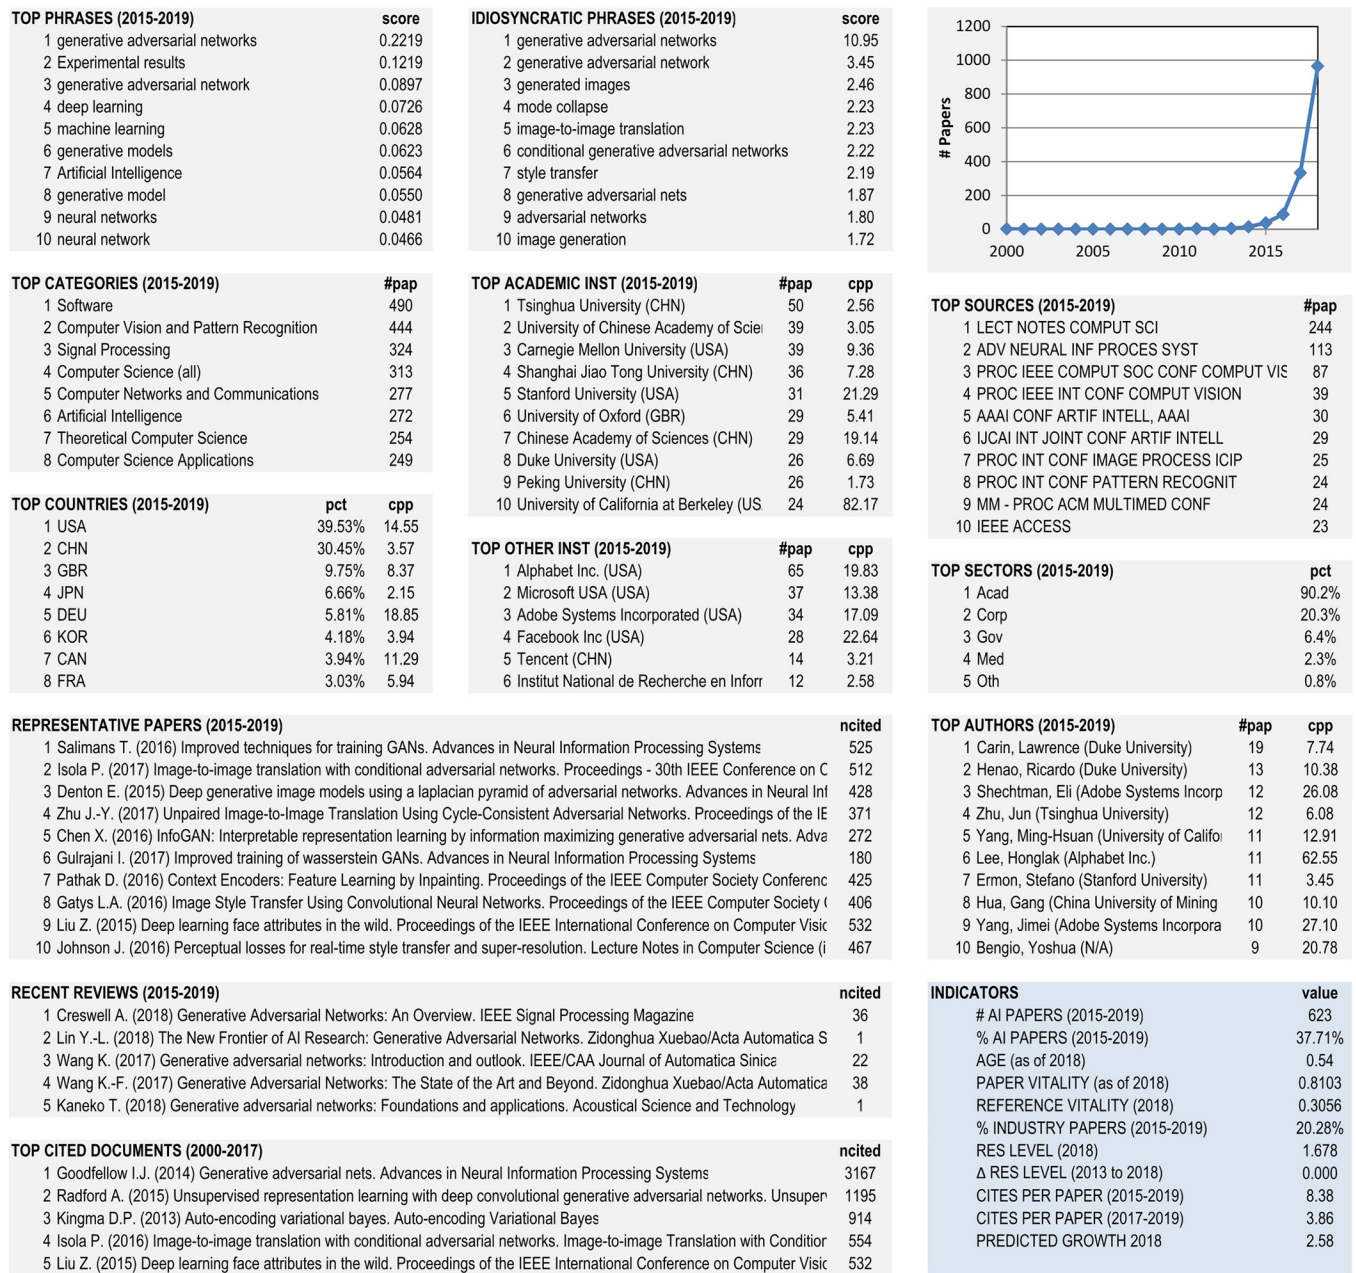 TOP PHRASES (2015-2019) score
1 generative adversarial networks 0.2219
2 Experimental results 0.1219
3 generative adversarial network 0.0897
4 deep learning 0.0726
5 machine learning 0.0628
6 generative models 0.0623
7 Artificial Intelligence 0.0564
8 generative model 0.0550
9 neural networks 0.0481
10 neural network 0.0466
IDIOSYNCRATIC PHRASES (2015-2019) score
1 generative adversarial networks 10.95
2 generative adversarial network 3.45
3 generated images 2.46
4 mode collapse 2.23
5 image-to-image translation 2.23
6 conditional generative adversarial networks 2.22
7 style transfer 2.19
8 generative adversarial nets 1.87
9 adversarial networks 1.80
10 image generation 1.72
# Papers
1200
1000
800
600
400
200
0
2000 2005 2010 2015
TOP CATEGORIES (2015-2019) #pap
1 Software 490
2 Computer Vision and Pattern Recognition 444
3 Signal Processing 324
4 Computer Science (all) 313
5 Computer Networks and Communications 277
6 Artificial Intelligence 272
7 Theoretical Computer Science 254
8 Computer Science Applications 249
TOP COUNTRIES (2015-2019) pct cpp
1 USA 39.53% 14.55
2 CHN 30.45% 3.57
3 GBR 9.75% 8.37
4 JPN 6.66% 2.15
5 DEU 5.81% 18.85
6 KOR 4.18% 3.94
7 CAN 3.94% 11.29
8 FRA 3.03% 5.94
TOP ACADEMIC INST (2015-2019) #pap cpp
1 Tsinghua University (CHN) 50 2.56
2 University of Chinese Academy of Scie 39 3.05
3 Carnegie Mellon University (USA) 39 9.36
4 Shanghai Jiao Tong University (CHN) 36 7.28
5 Stanford University (USA) 31 21.29
6 University of Oxford (GBR) 29 5.41
7 Chinese Academy of Sciences (CHN) 29 19.14
8 Duke University (USA) 26 6.69
9 Peking University (CHN) 26 1.73
10 University of California at Berkeley (US 24 82.17
TOP OTHER INST (2015-2019) #pap cpp
1 Alphabet Inc. (USA) 65 19.83
2 Microsoft USA (USA) 37 13.38
3 Adobe Systems Incorporated (USA) 34 17.09
4 Facebook Inc (USA) 28 22.64
5 Tencent (CHN) 14 3.21
6 Institut National de Recherche en Infor 12 2.58
TOP SOURCES (2015-2019) #pap
1 LECT NOTES COMPUT SCI 244
2 ADV NEURAL INF PROCES SYST 113
3 PROC IEEE COMPUT SOC CONF COMPUT VIS 87
4 PROC IEEE INT CONF COMPUT VISION 39
5 AAAI CONF ARTIF INTELL, AAAI 30
6 IJCAI INT JOINT CONF ARTIF INTELL 29
7 PROC INT CONF IMAGE PROCESS ICIP 25
8 PROC INT CONF PATTERN RECOGNIT 24
9 MM - PROC ACM MULTIMED CONF 24
10 IEEE ACCESS 23
TOP SECTORS (2015-2019) pct
1 Acad 90.2%
2 Corp 20.3%
3 Gov 6.4%
4 Med 2.3%
5 Oth 0.8%
REPRESENTATIVE PAPERS (2015-2019) ncited
1 Salimans T. (2016) Improved techniques for training GANs. Advances in Neural Information Processing Systems 525
2 Isola P. (2017) Image-to-image translation with conditional adversarial networks. Proceedings - 30th IEEE Conference on C 512
3 Denton E. (2015) Deep generative image models using a laplacian pyramid of adversarial networks. Advances in Neural Inf 428
4 Zhu J.-Y. (2017) Unpaired Image-to-Image Translation Using Cycle-Consistent Adversarial Networks. Proceedings of the IE 371
5 Chen X. (2016) InfoGAN: Interpretable representation learning by information maximizing generative adversarial nets. Adva 272
6 Gulrajani I. (2017) Improved training of wasserstein GANs. Advances in Neural Information Processing Systems 180
7 Pathak D. (2016) Context Encoders: Feature Learning by Inpainting. Proceedings of the IEEE Computer Society Conferenc 425
8 Gatys L.A. (2016) Image Style Transfer Using Convolutional Neural Networks. Proceedings of the IEEE Computer Society ( 406
9 Liu Z. (2015) Deep learning face attributes in the wild. Proceedings of the IEEE International Conference on Computer Visic 532
10 Johnson J. (2016) Perceptual losses for real-time style transfer and super-resolution. Lecture Notes in Computer Science (i 467
TOP AUTHORS (2015-2019) #pap cpp
1 Carin, Lawrence (Duke University) 19 7.74
2 Henao, Ricardo (Duke University) 13 10.38
3 Shechtman, Eli (Adobe Systems Incorp 12 26.08
4 Zhu, Jun (Tsinghua University) 12 6.08
5 Yang, Ming-Hsuan (University of Califo 11 12.91
6 Lee, Honglak (Alphabet Inc.) 11 62.55
7 Ermon, Stefano (Stanford University) 11 3.45
8 Hua, Gang (China University of Mining 10 10.10
9 Yang, Jimei (Adobe Systems Incorpora 10 27.10
10 Bengio, Yoshua (N/A) 9 20.78
RECENT REVIEWS (2015-2019) ncited
1 Creswell A. (2018) Generative Adversarial Networks: An Overview. IEEE Signal Processing Magazine 36
2 Lin Y.-L. (2018) The New Frontier of AI Research: Generative Adversarial Networks. Zidonghua Xuebao/Acta Automatica S 1
3 Wang K. (2017) Generative adversarial networks: Introduction and outlook. IEEE/CAA Journal of Automatica Sinica 22
4 Wang K.-F. (2017) Generative Adversarial Networks: The State of the Art and Beyond. Zidonghua Xuebao/Acta Automatica 38
5 Kaneko T. (2018) Generative adversarial networks: Foundations and applications. Acoustical Science and Technology 1
TOP CITED DOCUMENTS (2000-2017) ncited
1 Goodfellow I.J. (2014) Generative adversarial nets. Advances in Neural Information Processing Systems 3167
2 Radford A. (2015) Unsupervised representation learning with deep convolutional generative adversarial networks. Unsuperv 1195
3 Kingma D.P. (2013) Auto-encoding variational bayes. Auto-encoding Variational Bayes 914
4 Isola P. (2016) Image-to-image translation with conditional adversarial networks. Image-to-image Translation with Condition 554
5 Liu Z. (2015) Deep learning face attributes in the wild. Proceedings of the IEEE International Conference on Computer Visic 532
INDICATORS value
# AI PAPERS (2015-2019) 623
% AI PAPERS (2015-2019) 37.71%
AGE (as of 2018) 0.54
PAPER VITALITY (as of 2018) 0.8103
REFERENCE VITALITY (2018) 0.3056
% INDUSTRY PAPERS (2015-2019) 20.28%
RES LEVEL (2018) 1.678
Δ RES LEVEL (2013 to 2018) 0.000
CITES PER PAPER (2015-2019) 8.38
CITES PER PAPER (2017-2019) 3.86
PREDICTED GROWTH 2018 2.58